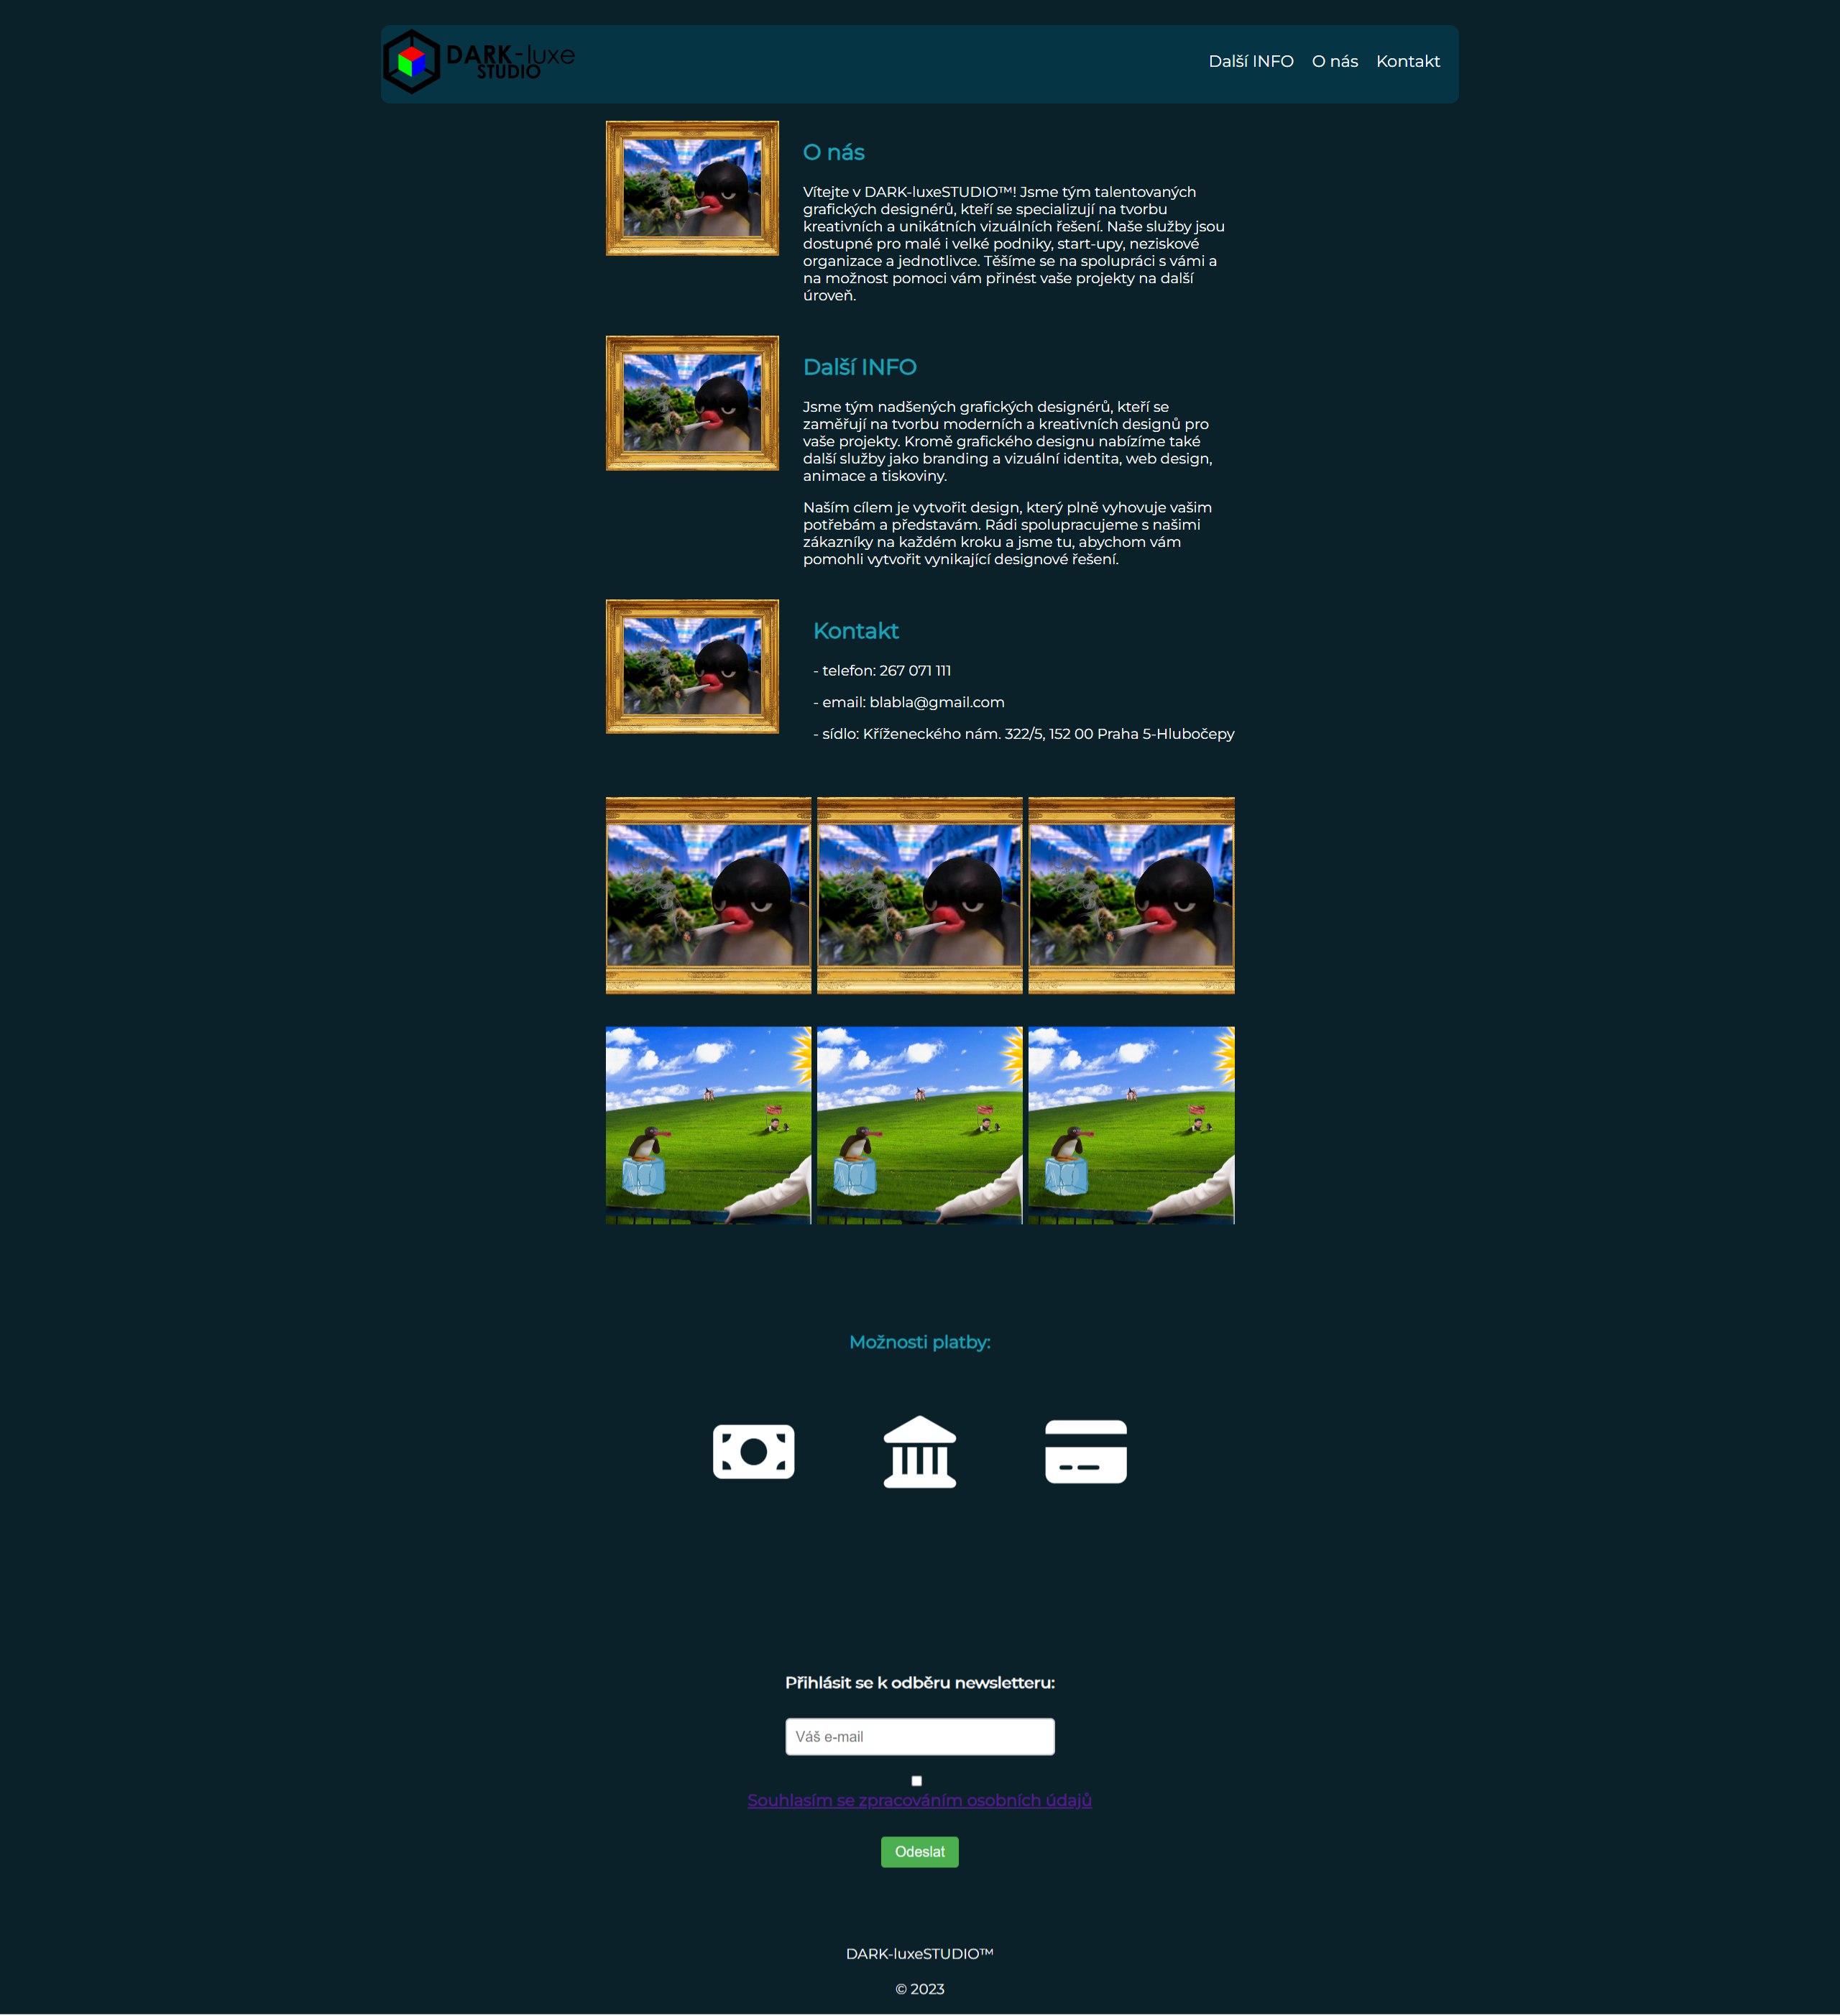 DARK-luxe
STUDIO
Další INFO O nás Kontakt
O nás
Vítejte v DARK-luxeSTUDIO™! Jsme tým talentovaných
grafických designérů, kteří se specializují na tvorbu
kreativních a unikátních vizuálních řešení. Naše služby jsou
dostupné pro malé i velké podniky, start-upy, neziskové
organizace a jednotlivce. Těšíme se na spolupráci s vámi a
na možnost pomoci vám přinést vaše projekty na další
úroveň.
Další INFO
Jsme tým nadšených grafických designérů, kteří se
zaměřují na tvorbu moderních a kreativních designů pro
vaše projekty. Kromě grafického designu nabízíme také
další služby jako branding a vizuální identita, web design,
animace a tiskoviny.
Naším cílem je vytvořit design, který plně vyhovuje vašim
potřebám a představám. Rádi spolupracujeme s našimi
zákazníky na každém kroku a jsme tu, abychom vám
pomohli vytvořit vynikající designové řešení.
Kontakt
- telefon: 267 071 111
- email: blabla@gmail.com
- sídlo: Kříženeckého nám. 322/5, 152 00 Praha 5-Hlubočepy
Možnosti platby:
Přihlásit se k odběru newsletteru:
Váš e-mail
Souhlasím se zpracováním osobních údajů
Odeslat
DARK-luxeSTUDIO™
© 2023